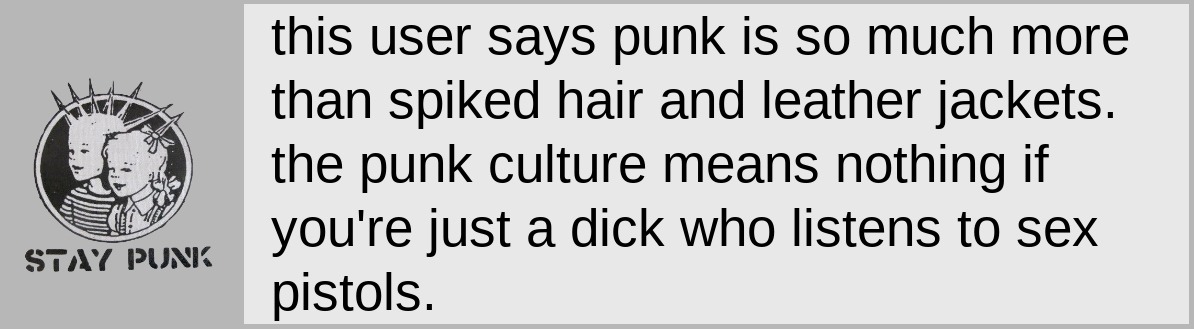 STAY PUNK
this user says punk is so much more
than spiked hair and leather jackets.
the punk culture means nothing if
you're just a dick who listens to sex
pistols.